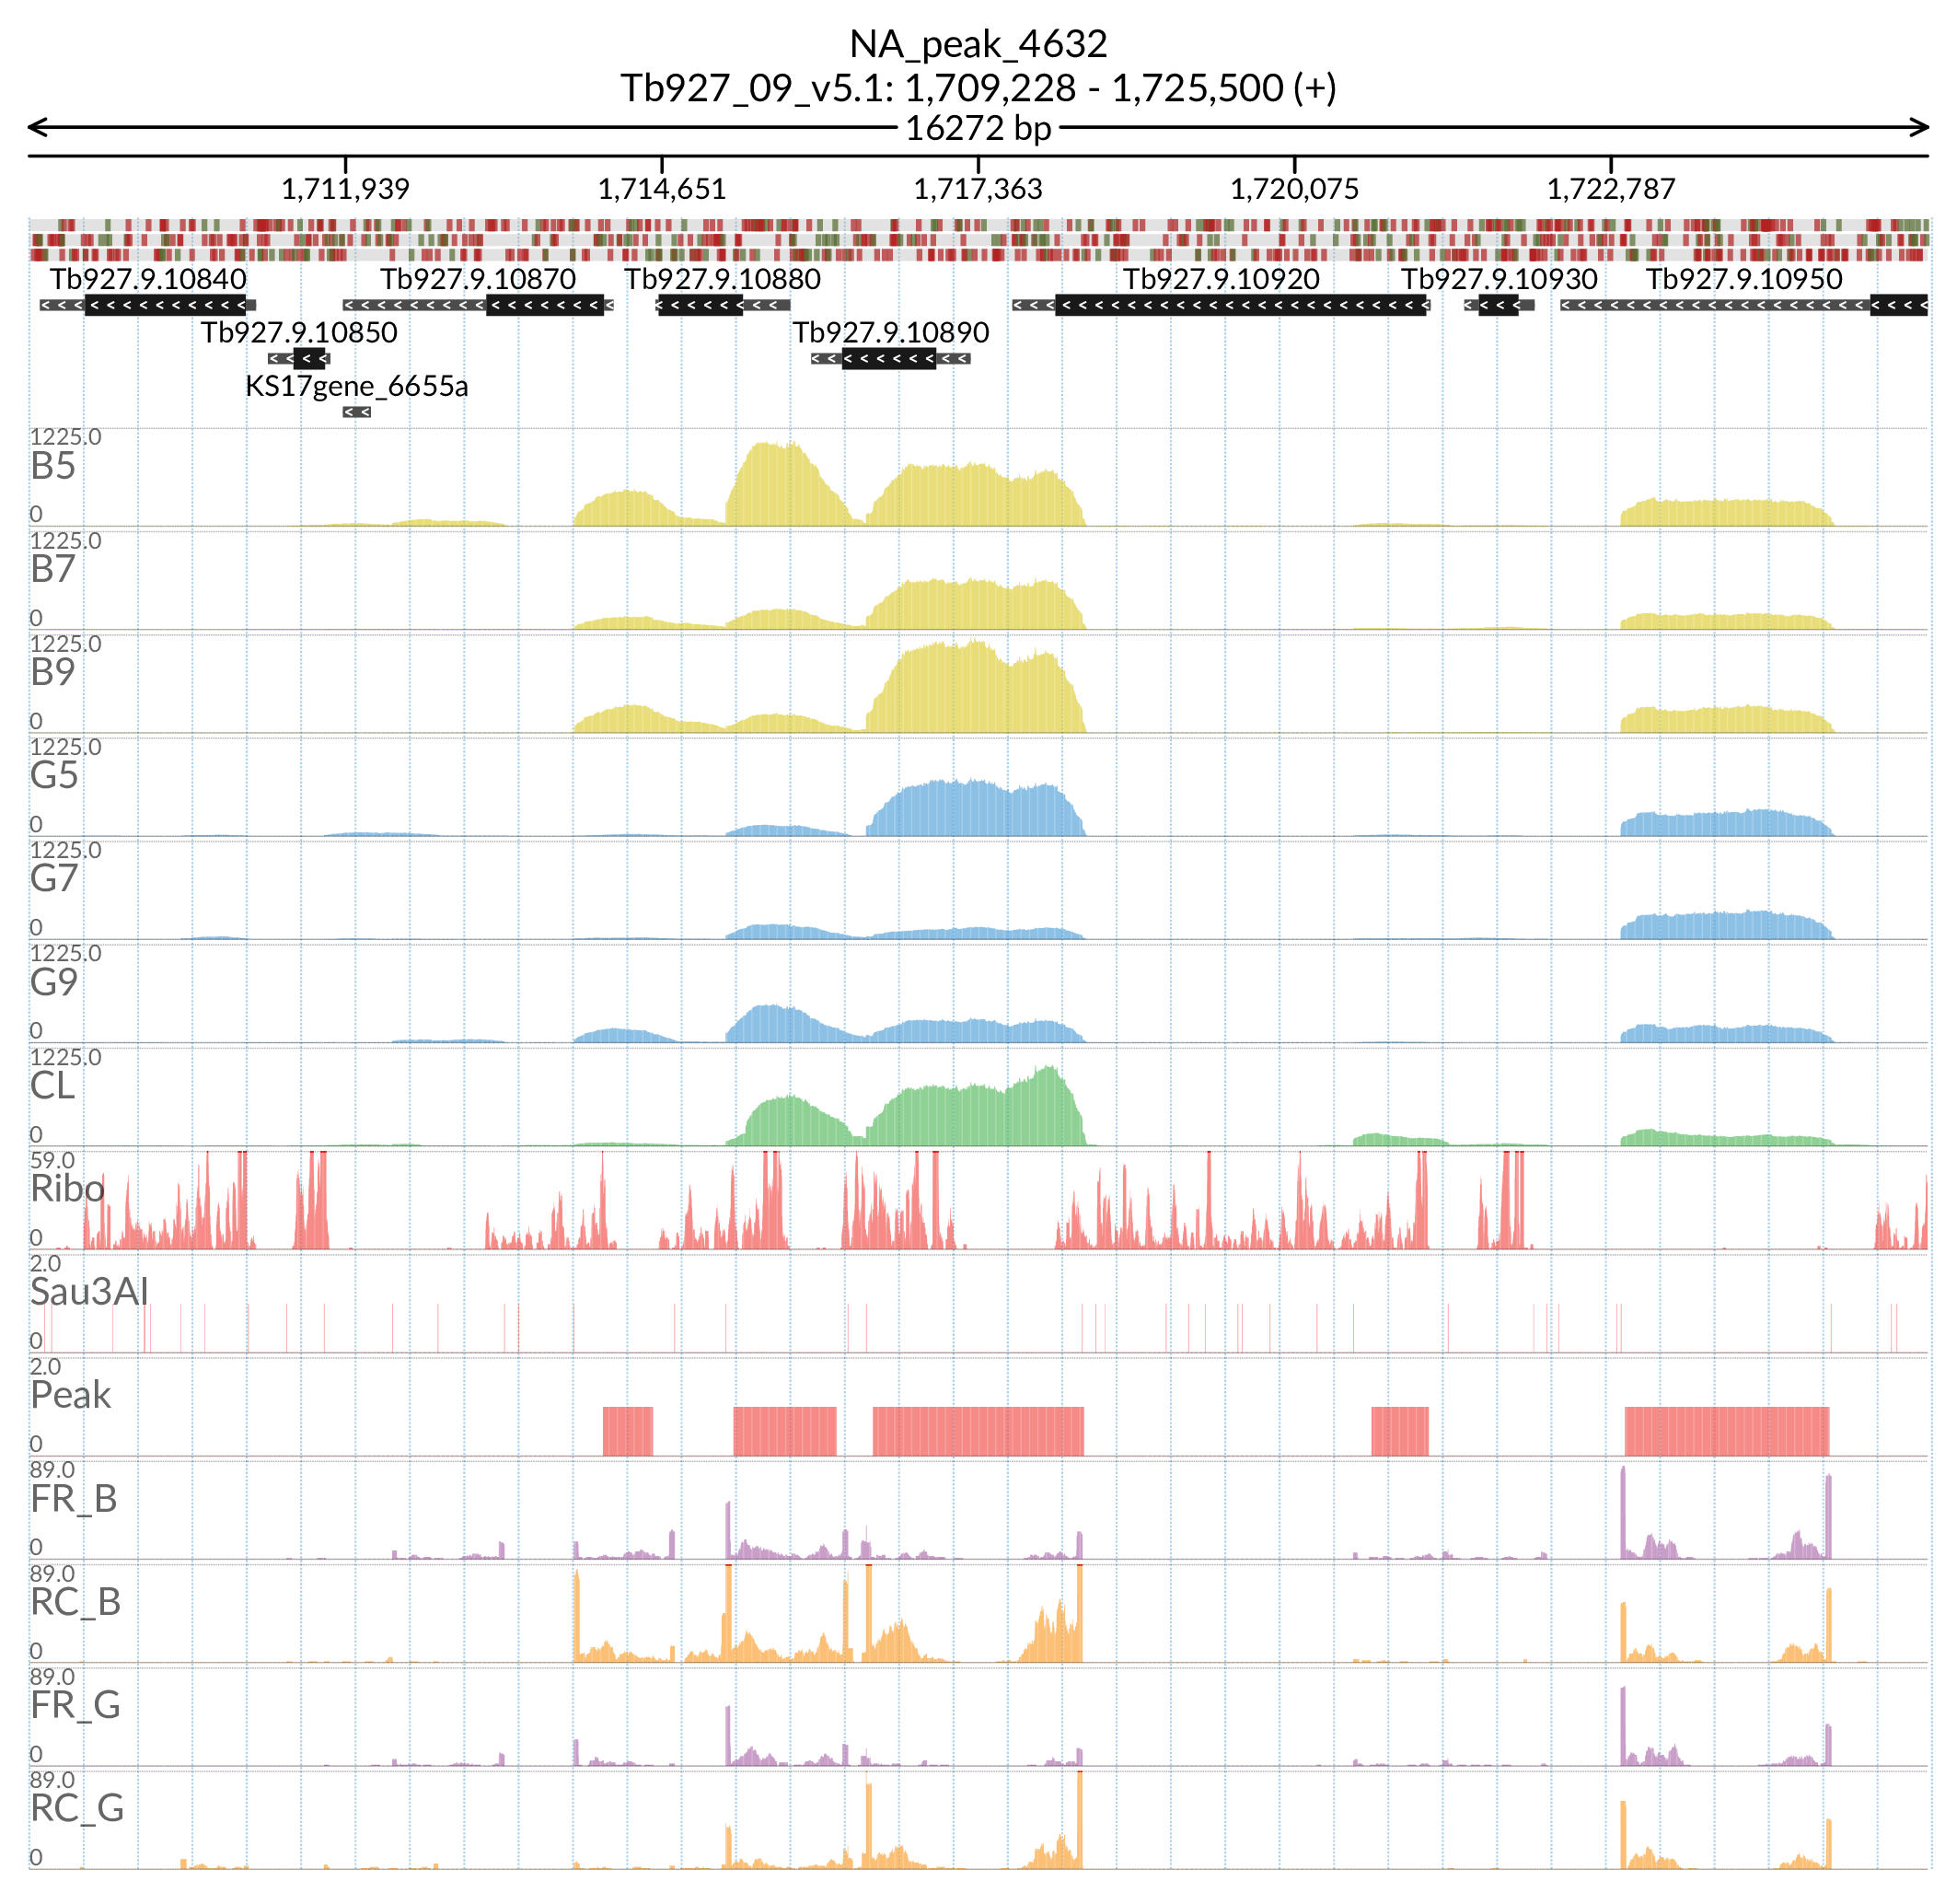 NA_peak_4632
Tb927_09_v5.1: 1,709,228 - 1,725,500 (+)
16272 bp
1,711,939 1,714,651 1,717,363 1,720,075 1,722,787
Tb927.9.10840 Tb927.9.10870 Tb927.9.10880 Tb927.9.10920 Tb927.9.10930 Tb927.9.10950
Tb927.9.10850 Tb927.9.10890
KS17gene_6655a
1225.0
B5
0
1225.0
B7
0
1225.0
B9
0
1225.0
G5
0
1225.0
G7
0
1225.0
G9
0
1225.0
CL
0
59.0
Ribo
0
2.0
Sau3AI
0
2.0
Peak
0
89.0
FR_B
0
89.0
RC_B
0
89.0
FR_G
0
89.0
RC_G
0